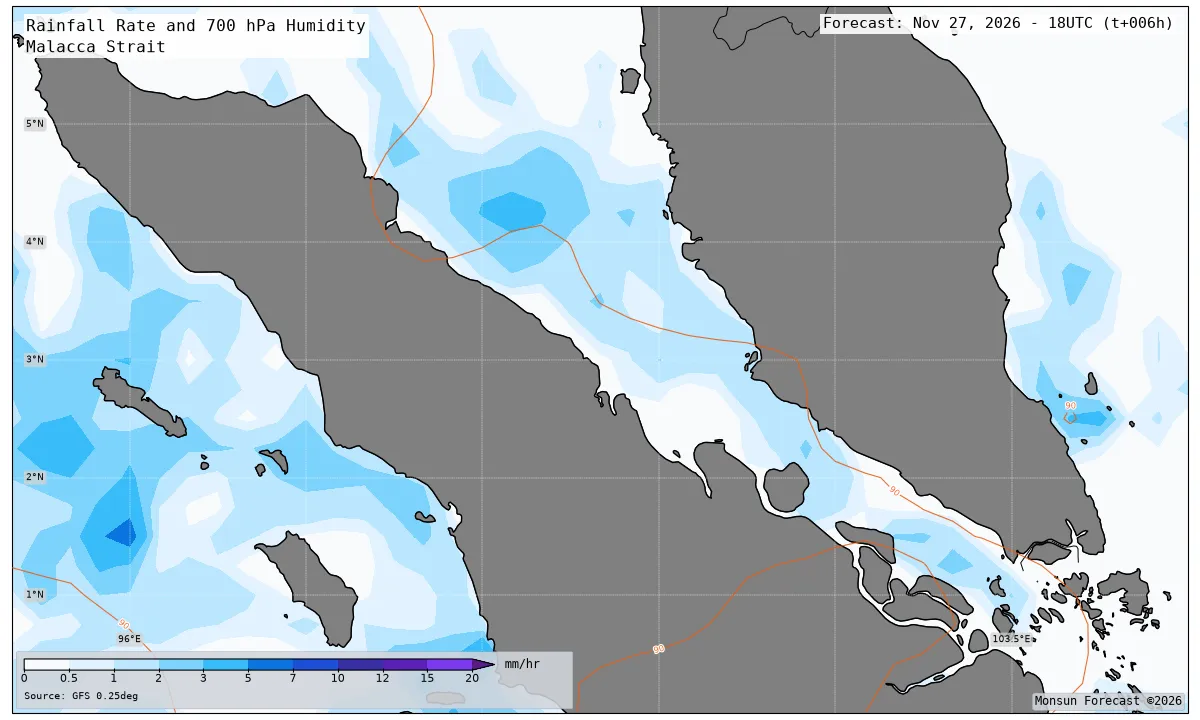 Rainfall Rate and 700 hPa Humidity
Malacca Strait
Forecast: Nov 27, 2026 - 18UTC (t+006h)
5°N
4°N
3°N
90
2°N
90
1°N
90
96°E
103.5°E
90
mm/hr
0 0.5 1 2 3 5 7 10 12 15 20
Source: GFS 0.25deg
Monsun Forecast ©2026